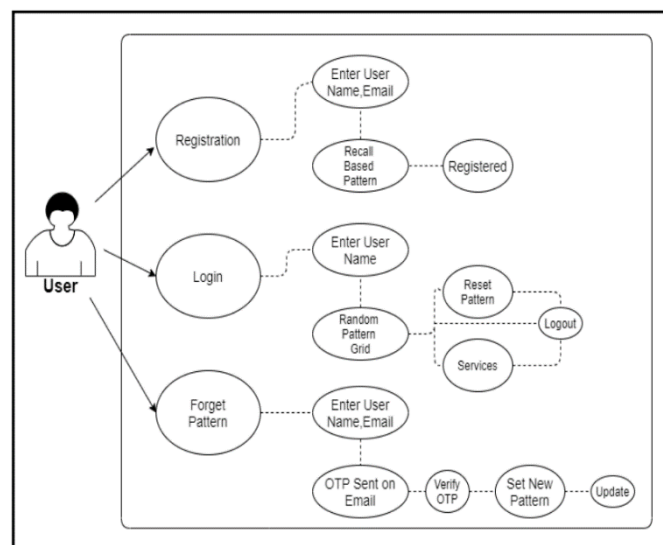 Enter User
Name,Email
Registration
Recall
Based
Pattern
Registered
User
Login
Enter User
Name
Random
Pattern
Grid
Reset
Pattern
Logout
Services
Forget
Pattern
Enter User
Name,Email
OTP Sent on
Email
Verify
OTP
Set New
Pattern
Update